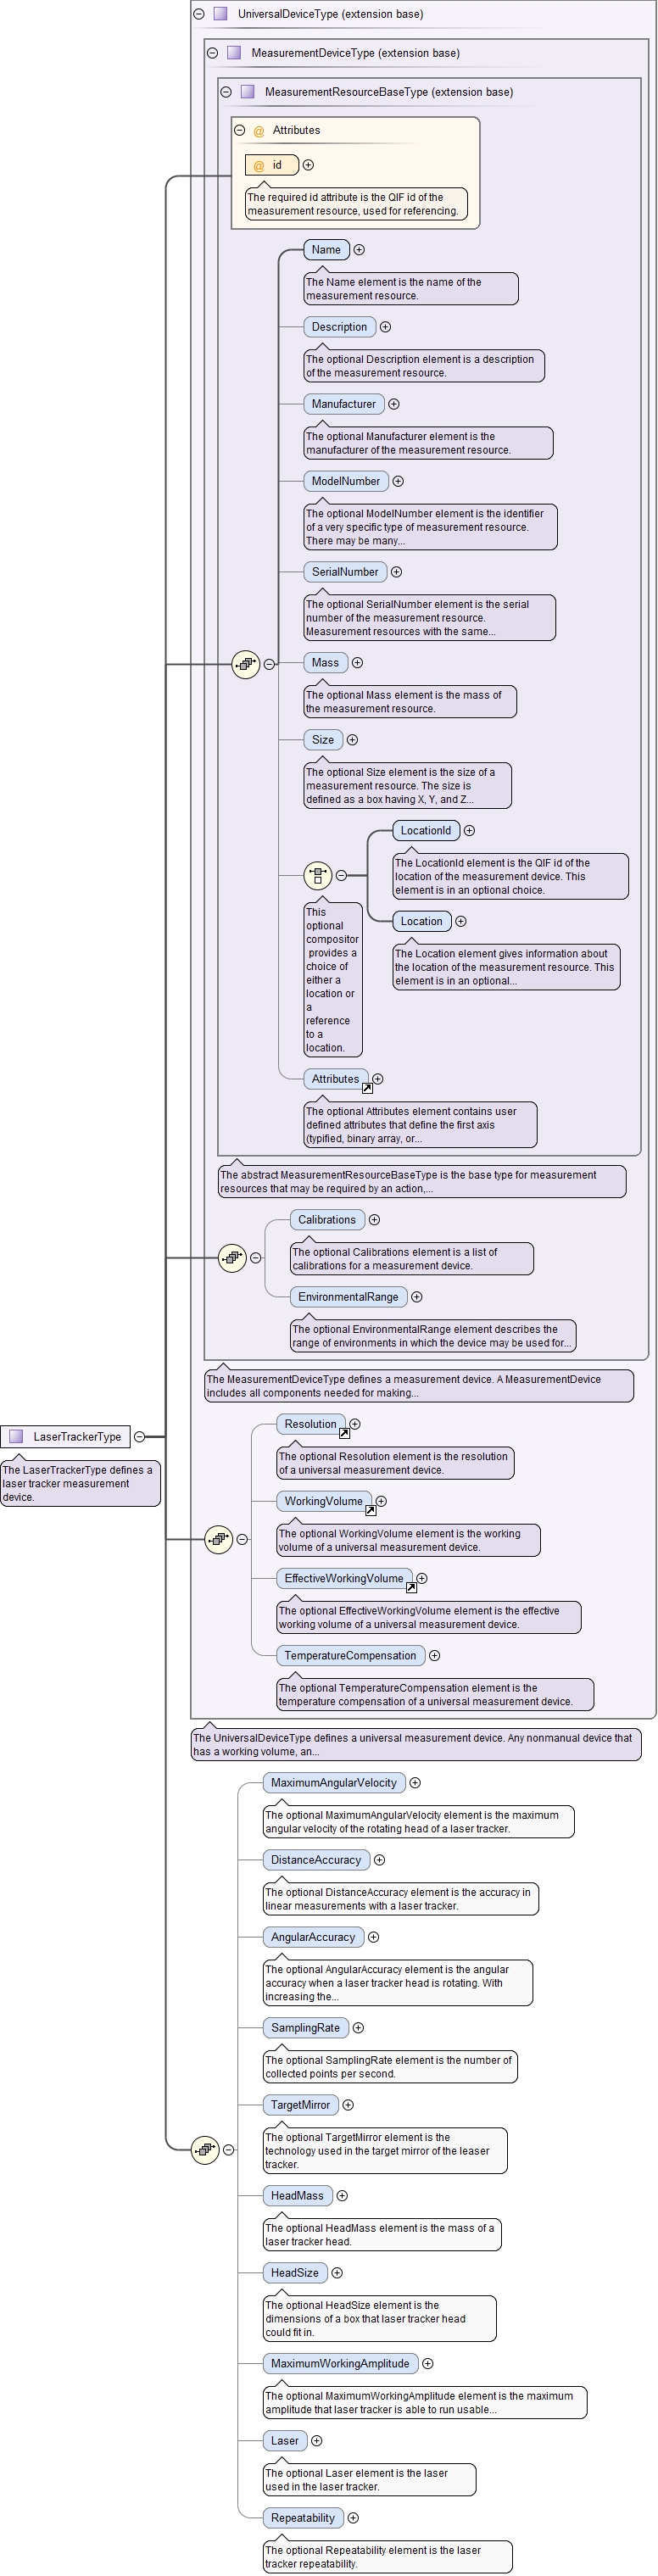 UniversalDeviceType (extension base)
MeasurementDeviceType (extension base)
MeasurementResourceBaseType (extension base)
@ Attributes
@ id
The required id attribute is the QIF id of the
measurement resource, used for referencing.
Name
The Name element is the name of the
measurement resource.
Description
The optional Description element is a description
of the measurement resource.
Manufacturer
The optional Manufacturer element is the
manufacturer of the measurement resource.
ModelNumber
The optional ModelNumber element is the identifier
of a very specific type of measurement resource.
There may be many...
SerialNumber
The optional SerialNumber element is the serial
number of the measurement resource.
Measurement resources with the same...
Mass
The optional Mass element is the mass of
the measurement resource.
Size
The optional Size element is the size of a
measurement resource. The size is
defined as a box having X, Y, and Z...
LocationId
The LocationId element is the QIF id of the
location of the measurement device. This
element is in an optional choice.
Location
The Location element gives information about
the location of the measurement resource. This
element is in an optional...
This
optional
compositor
provides a
choice of
either a
location or
a
reference
to a
location.
Attributes
The optional Attributes element contains user
defined attributes that define the first axis
(typified, binary array, or...
The abstract MeasurementResourceBaseType is the base type for measurement
resources that may be required by an action,...
Calibrations
The optional Calibrations element is a list of
calibrations for a measurement device.
EnvironmentalRange
The optional EnvironmentalRange element describes the
range of environments in which the device may be used for...
The MeasurementDeviceType defines a measurement device. A MeasurementDevice
includes all components needed for making...
LaserTrackerType
The LaserTrackerType defines a
laser tracker measurement
device.
Resolution
The optional Resolution element is the resolution
of a universal measurement device.
WorkingVolume
The optional WorkingVolume element is the working
volume of a universal measurement device.
EffectiveWorkingVolume
The optional EffectiveWorkingVolume element is the effective
working volume of a universal measurement device.
TemperatureCompensation
The optional TemperatureCompensation element is the
temperature compensation of a universal measurement device.
The UniversalDeviceType defines a universal measurement device. Any nonmanual device that
has a working volume, an...
MaximumAngularVelocity
The optional MaximumAngularVelocity element is the maximum
angular velocity of the rotating head of a laser tracker.
DistanceAccuracy
The optional DistanceAccuracy element is the accuracy in
linear measurements with a laser tracker.
AngularAccuracy
The optional AngularAccuracy element is the angular
accuracy when a laser tracker head is rotating. With
increasing the...
SamplingRate
The optional SamplingRate element is the number of
collected points per second.
TargetMirror
The optional TargetMirror element is the
technology used in the target mirror of the leaser
tracker.
HeadMass
The optional HeadMass element is the mass of a
laser tracker head.
HeadSize
The optional HeadSize element is the
dimensions of a box that laser tracker head
could fit in.
MaximumWorkingAmplitude
The optional MaximumWorkingAmplitude element is the maximum
amplitude that laser tracker is able to run usable...
Laser
The optional Laser element is the laser
used in the laser tracker.
Repeatability
The optional Repeatability element is the laser
tracker repeatability.